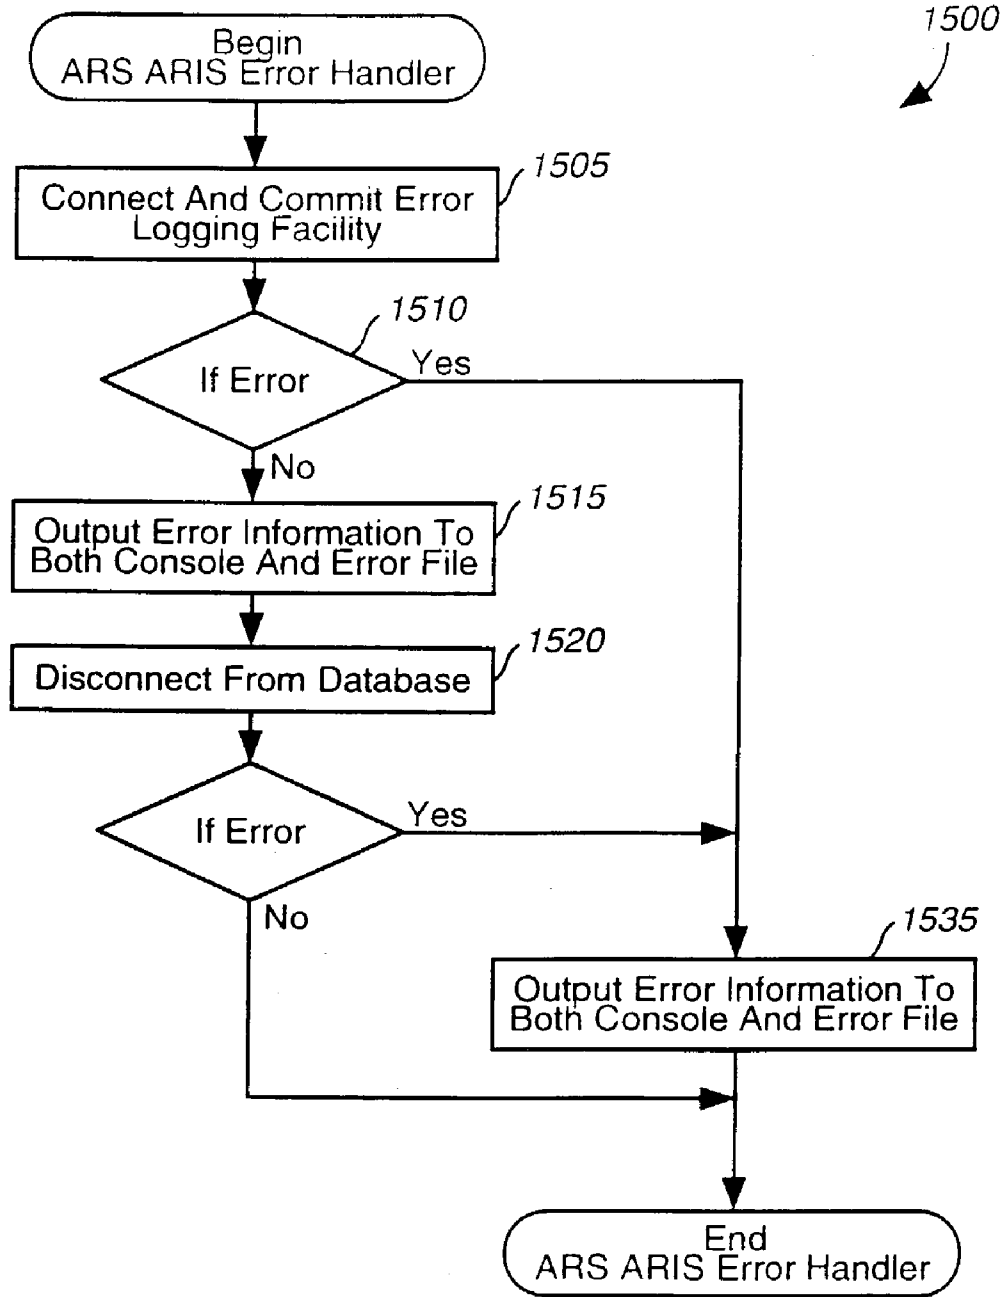 1500
Begin
ARS ARIS Error Handler
1505
Connect And Commit Error
Logging Facility
1510
If Error
Yes
No
1515
Output Error Information To
Both Console And Error File
1520
Disconnect From Database
If Error
Yes
No
1535
Output Error Information To
Both Console And Error File
End
ARS ARIS Error Handler